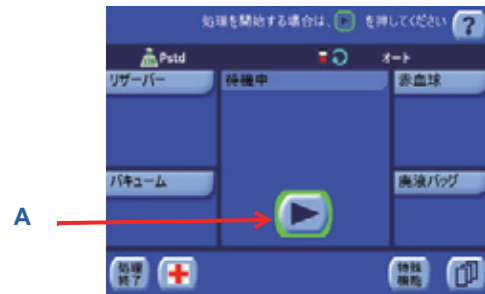 処理を開始する場合は、 を押してください ?
Pstd オート
リザーバー 待機中 赤血球
バキューム 廃液バッグ
A
処理終了 特殊機能